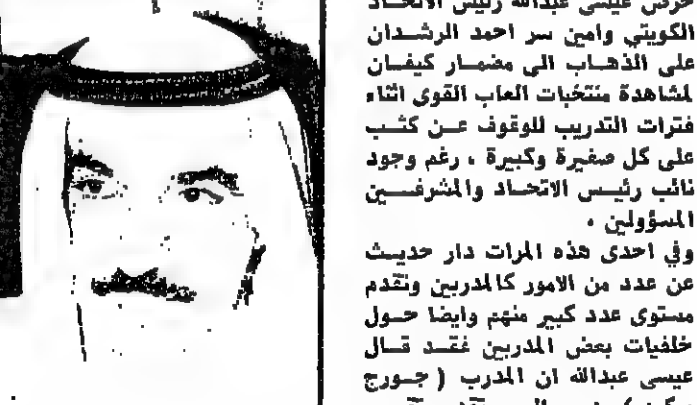 حرص عيسى عبدالله رئيس الاتحاد
الكويتي وامين سر احمد الرشدان
على الذهاب الى مضمار كيفان
لمشاهدة منتخبات العاب القوى اثناء
فترات التدريب للوقوف عن كثب
على كل صغيرة وكبيرة ، رغم وجود
نائب رئيس الاتحاد والمشرفين
المسؤولين .
وفي احدى هذه المرات دار حديث
عن عدد من الامور كالمدربين وتقدم
مستوى عدد كبير منهم وايضا حول
خلفيات بعض المدربين فقد قال
عيسى عبدالله ان المدرب ( جورج